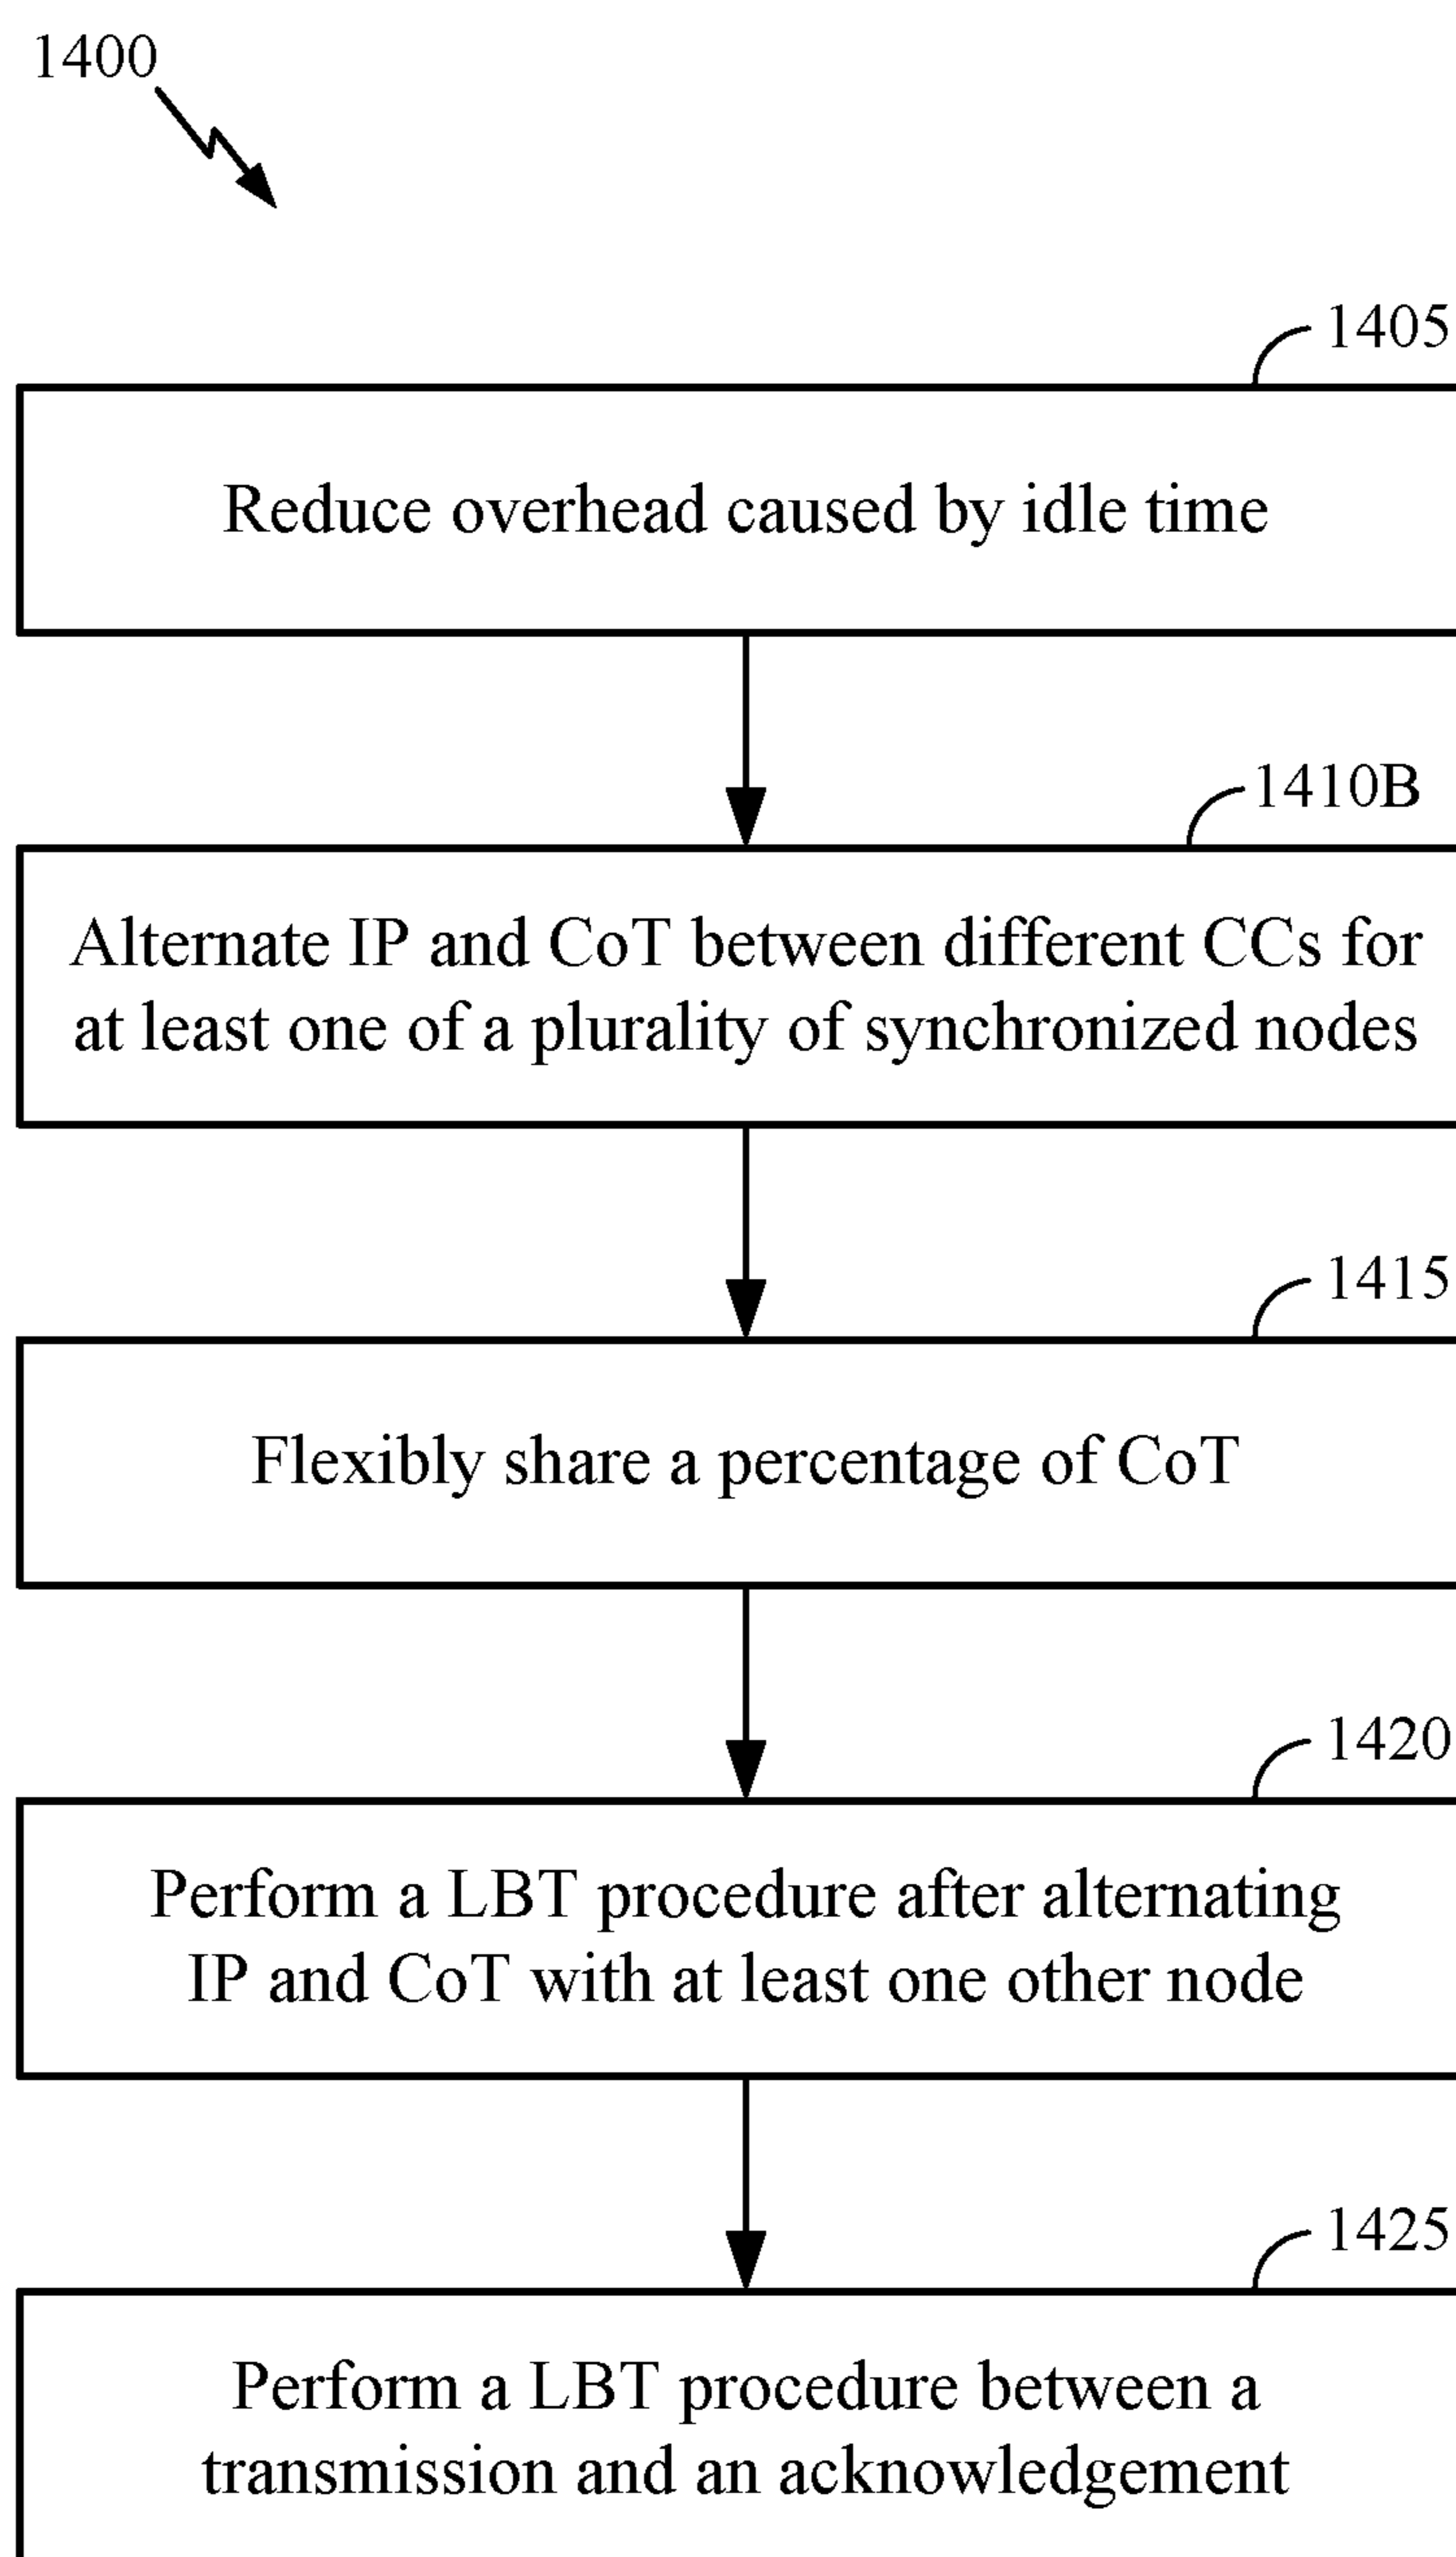 1400
1405
Reduce overhead caused by idle time
1410B
Alternate IP and CoT between different CCs for
at least one of a plurality of synchronized nodes
1415
Flexibly share a percentage of CoT
1420
Perform a LBT procedure after alternating
IP and CoT with at least one other node
1425
Perform a LBT procedure between a
transmission and an acknowledgement